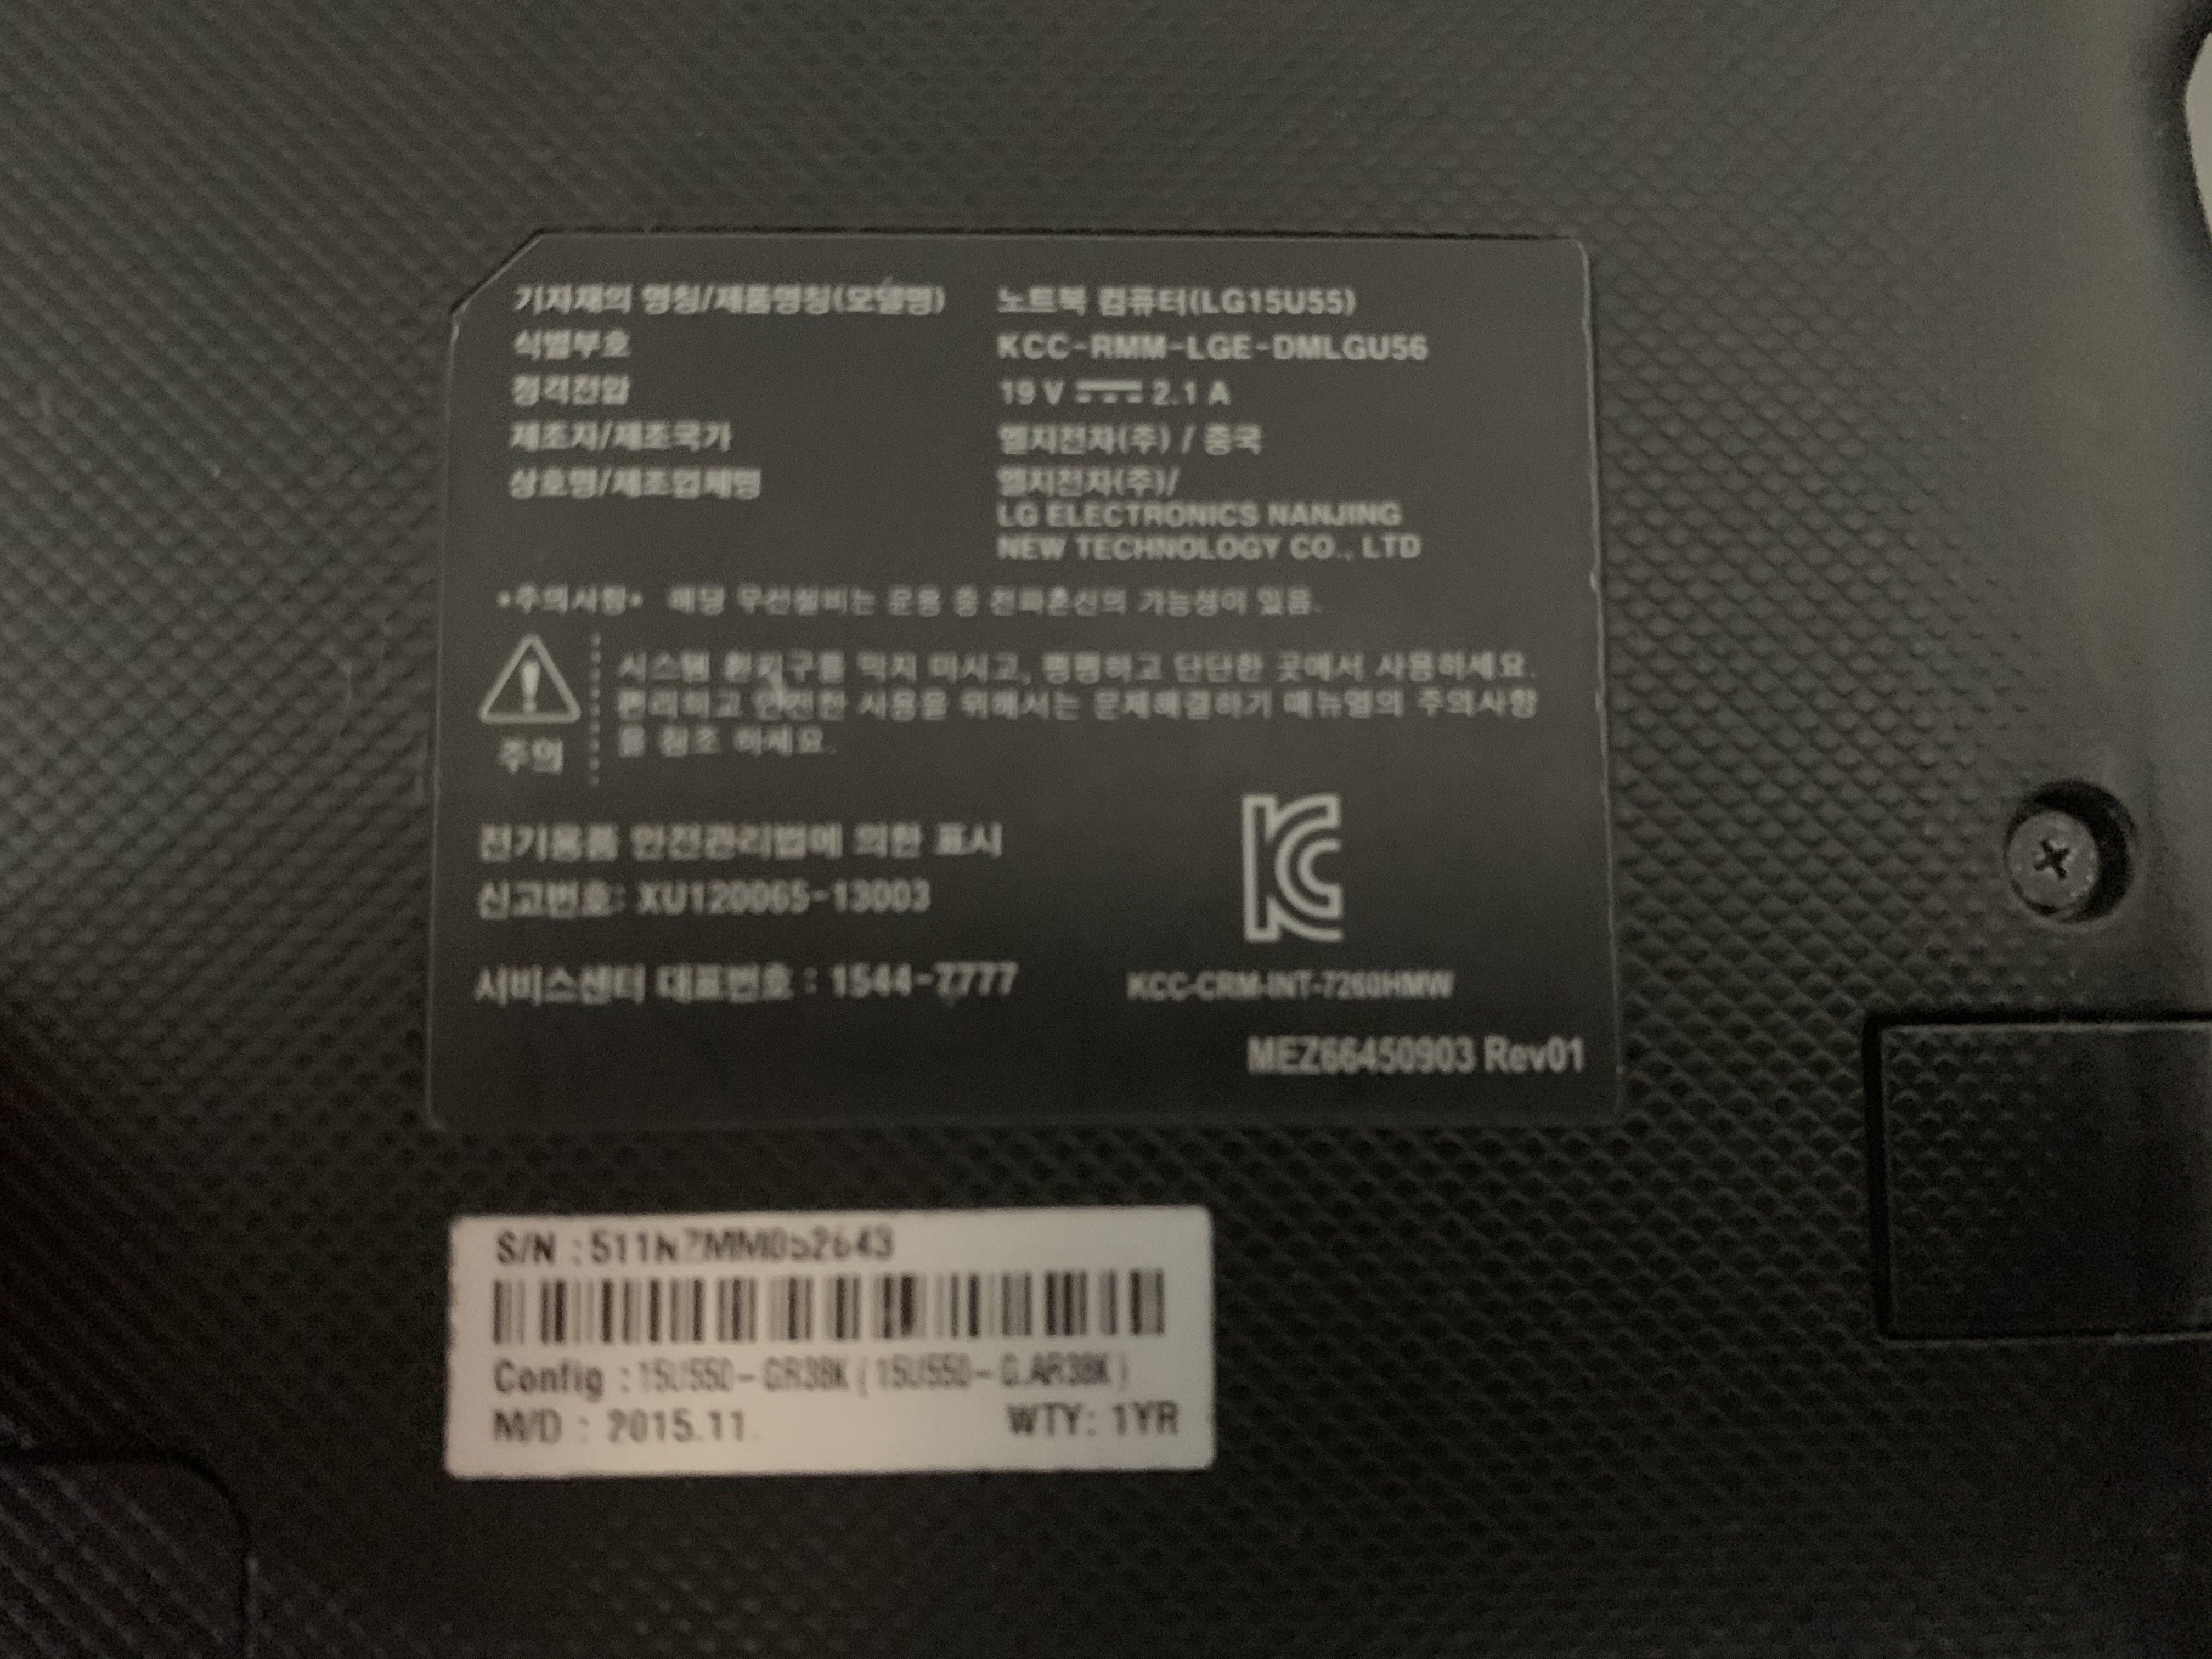 기자재의 명칭/제품명칭(모델명) 노트북 컴퓨터(LG15U55)
식별부호 KCC-RMM-LGE-DMLGU56
정격전압 19 V 2.1 A
제조자/제조국가 엘지전자(주) / 중국
상호명/제조업체명 엘지전자(주)/
LG ELECTRONICS NANJING
NEW TECHNOLOGY CO., LTD
*주의사항* 해당 무선설비는 운용 중 전파혼신의 가능성이 있음.
시스템 환기구를 막지 마시고, 평평하고 단단한 곳에서 사용하세요.
편리하고 안전한 사용을 위해서는 문제해결하기 매뉴얼의 주의사항
을 참조 하세요.
주의
전기용품 안전관리법에 의한 표시
신고번호: XU120065-13003
KC
서비스센터 대표번호 : 1544-7777
KCC-CRM-INT-7260HMW
MEZ66450903 Rev01
S/N :
Config : 15U550-GR38K (15U550-G.AR38K)
M/D : 2015.11
WTY: 1YR